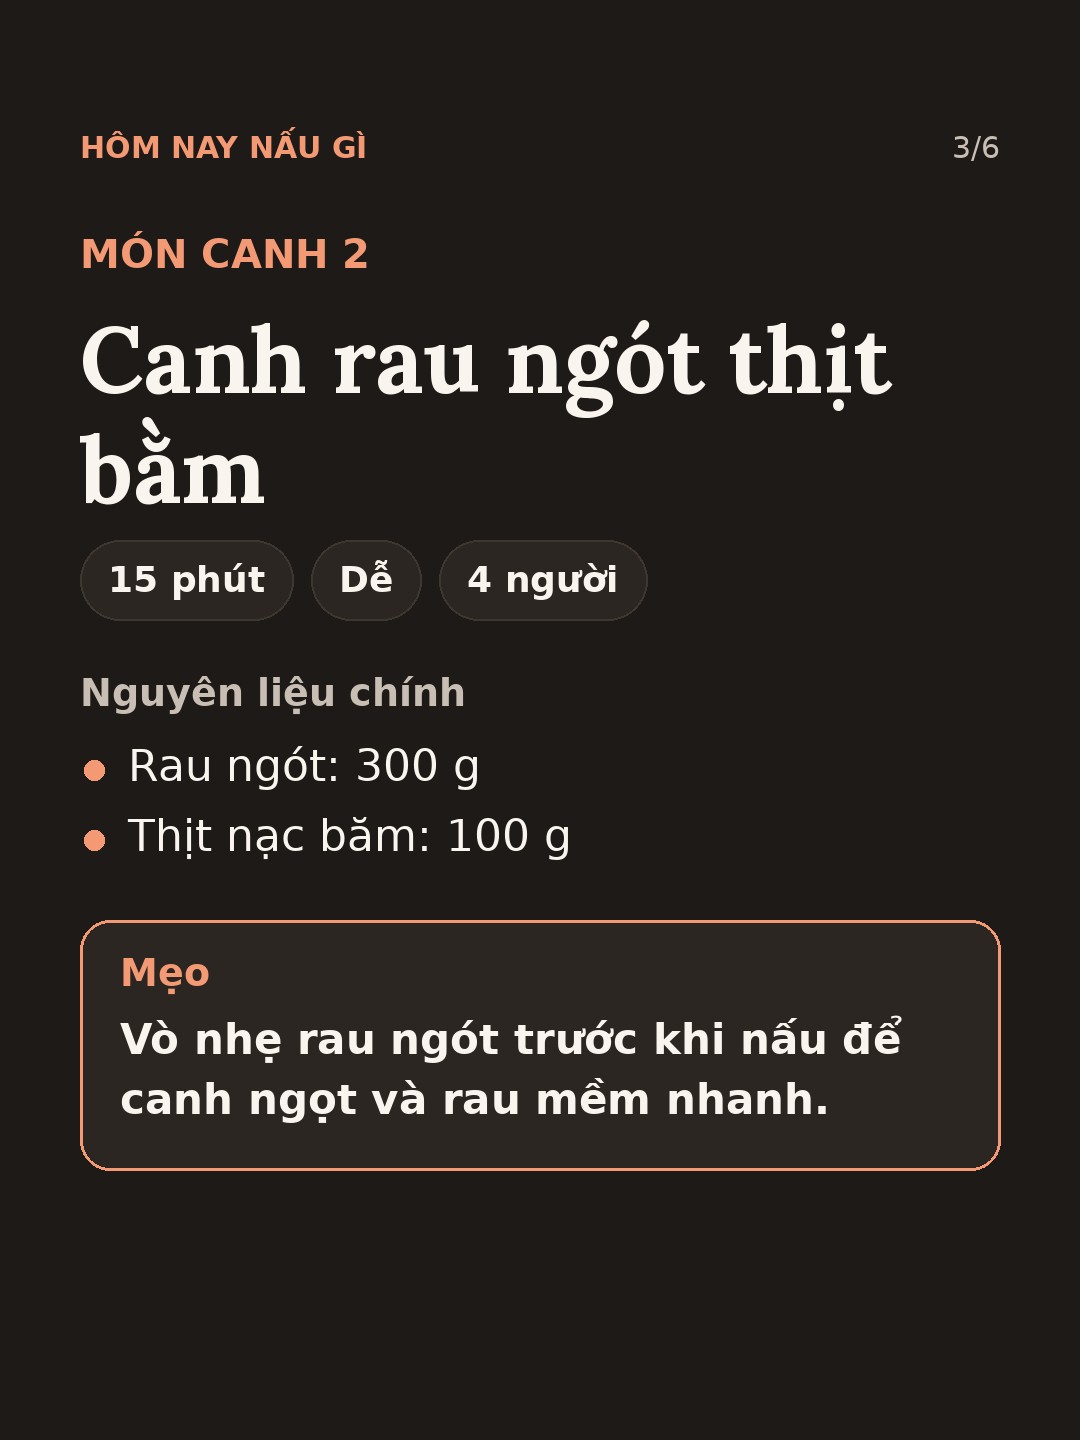 HÔM NAY NẤU GÌ
3/6
MÓN CANH 2
Canh rau ngót thịt
bằm
15 phút
Dễ
4 người
Nguyên liệu chính
Rau ngót: 300 g
Thịt nạc băm: 100 g
Mẹo
Vò nhẹ rau ngót trước khi nấu để
canh ngọt và rau mềm nhanh.